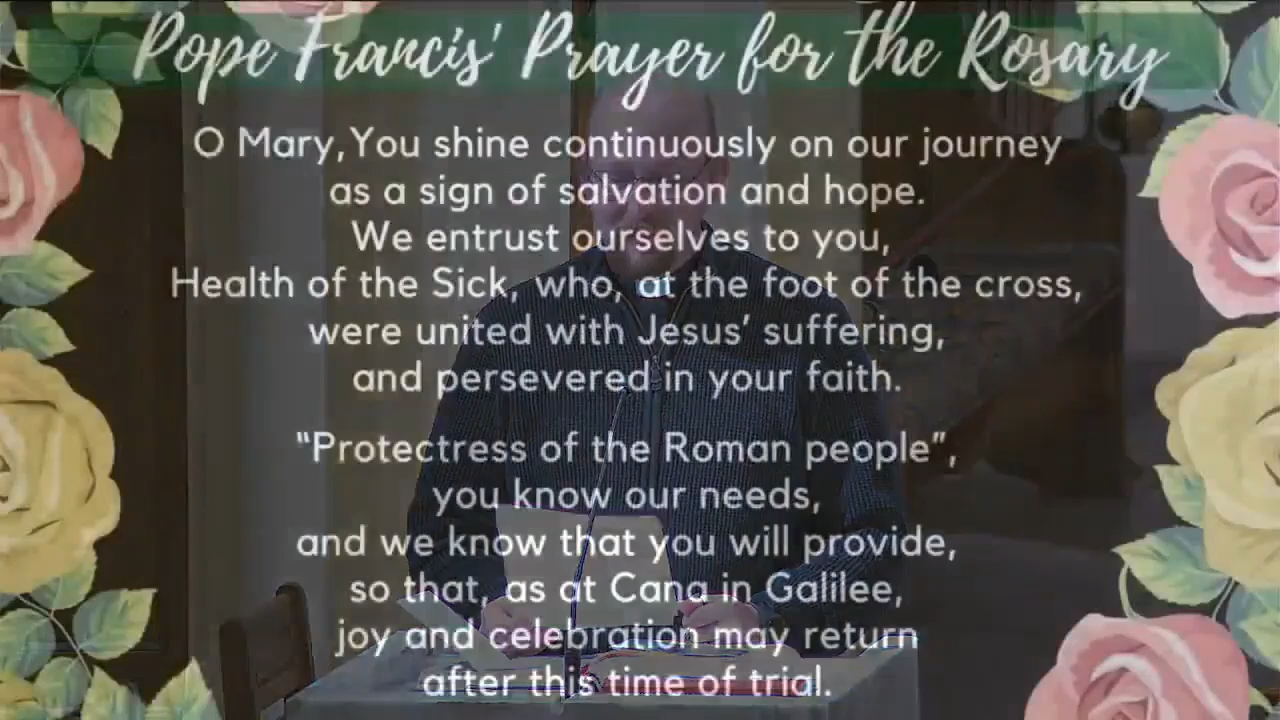 Pope Francis' Prayer for the Rosary
O Mary,You shine continuously on our journey
as a sign of salvation and hope.
We entrust ourselves to you,
Health of the Sick, who, at the foot of the cross,
were united with Jesus’ suffering,
and persevered in your faith.
“Protectress of the Roman people”,
you know our needs,
and we know that you will provide,
so that, as at Cana in Galilee,
joy and celebration may return
after this time of trial.